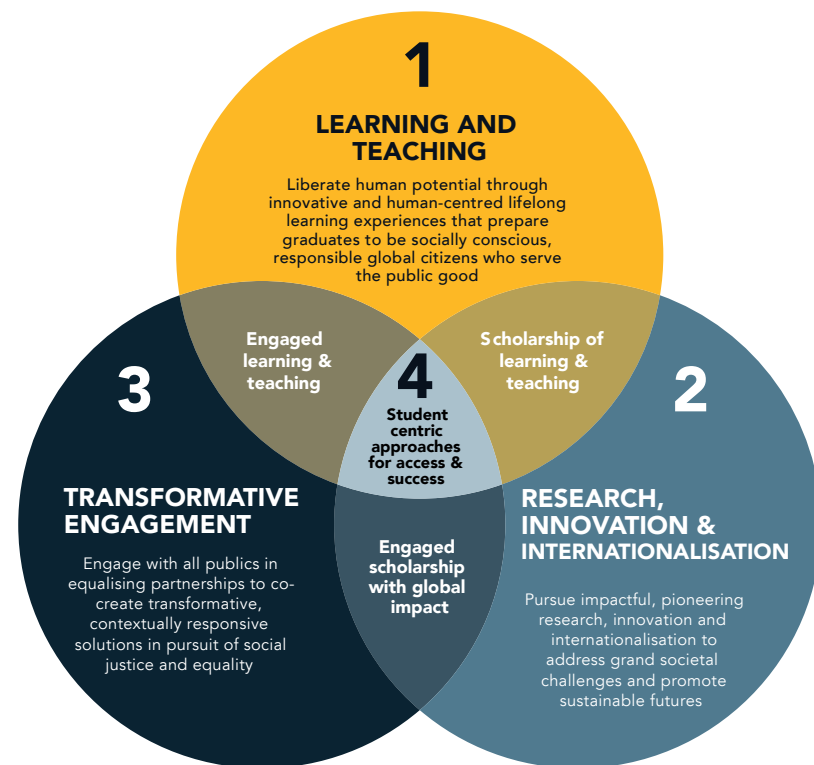 1
LEARNING AND
TEACHING
Liberate human potential through
innovative and human-centred lifelong
learning experiences that prepare
graduates to be socially conscious,
responsible global citizens who serve
the public good
Engaged
learning &
teaching
Scholarship of
learning &
teaching
3
4
2
Student
centric
approaches
for access &
success
TRANSFORMATIVE
ENGAGEMENT
Engage with all publics in
equalising partnerships to co-
create transformative,
contextually responsive
solutions in pursuit of social
justice and equality
RESEARCH,
INNOVATION &
INTERNATIONALISATION
Pursue impactful, pioneering
research, innovation and
internationalisation to
address grand societal
challenges and promote
sustainable futures
Engaged
scholarship
with global
impact